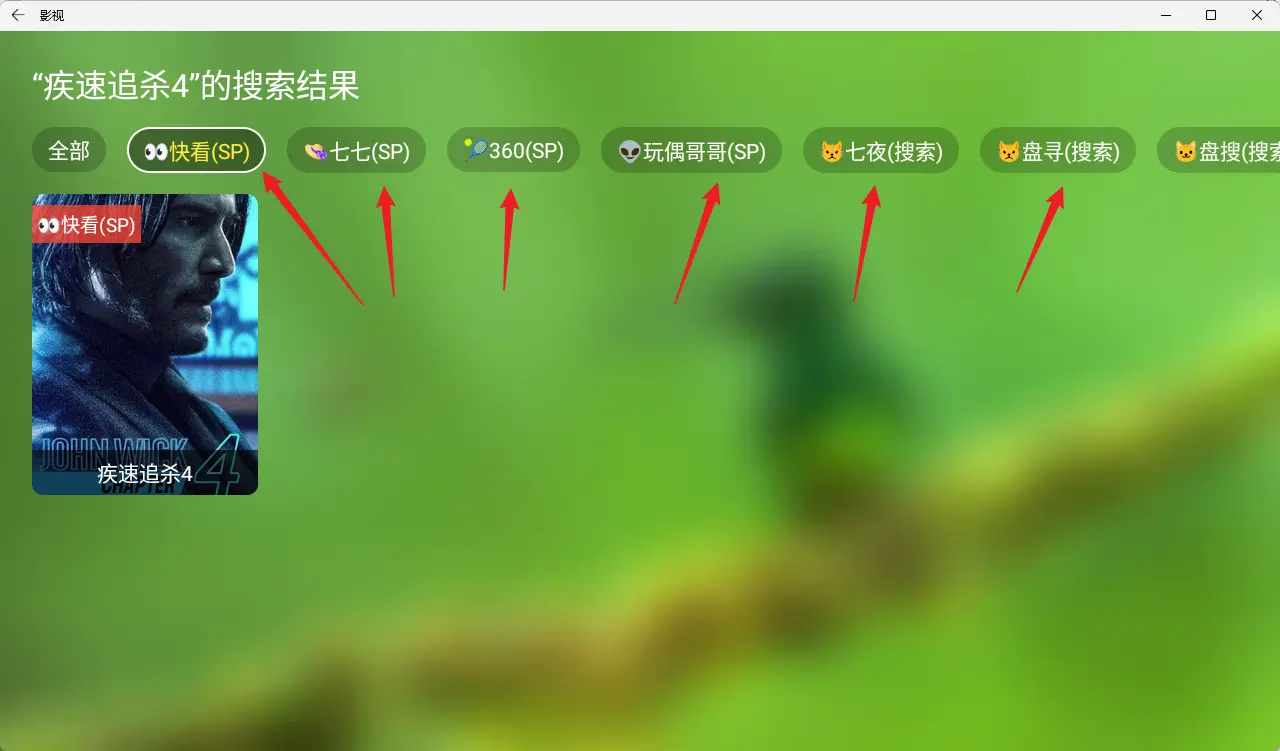 影视
“疾速追杀4”的搜索结果
全部
👀快看(SP)
👒七七(SP)
🎾360(SP)
👽玩偶哥哥(SP)
😼七夜(搜索)
😼盘寻(搜索)
🐱盘搜(搜索
👀快看(SP)
JOHN WICK
CHAPTER 4
疾速追杀4